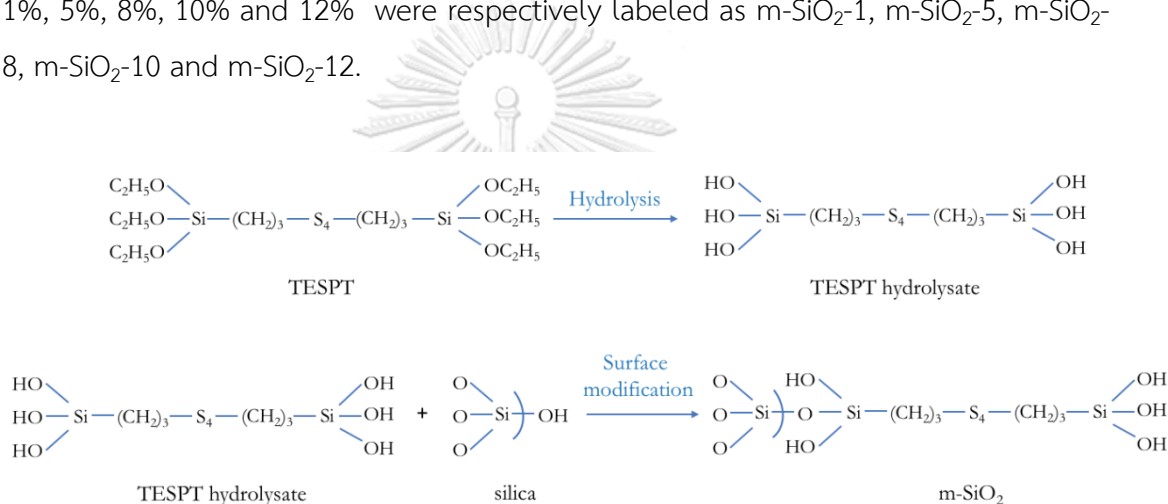 1%, 5%, 8%, 10% and 12% were respectively labeled as m-SiO₂-1, m-SiO₂-5, m-SiO₂-
8, m-SiO₂-10 and m-SiO₂-12.
C₂H₅O OC₂H₅
C₂H₅O—Si—(CH₂)₃—S₄—(CH₂)₃—Si—OC₂H₅
C₂H₅O OC₂H₅
TESPT
Hydrolysis
HO OH
HO—Si—(CH₂)₃—S₄—(CH₂)₃—Si—OH
HO OH
TESPT hydrolysate
HO OH
HO—Si—(CH₂)₃—S₄—(CH₂)₃—Si—OH
HO OH
TESPT hydrolysate
+
O
O—Si—OH
O
silica
Surface
modification
O HO OH
O—Si—O—Si—(CH₂)₃—S₄—(CH₂)₃—Si—OH
O HO OH
m-SiO₂